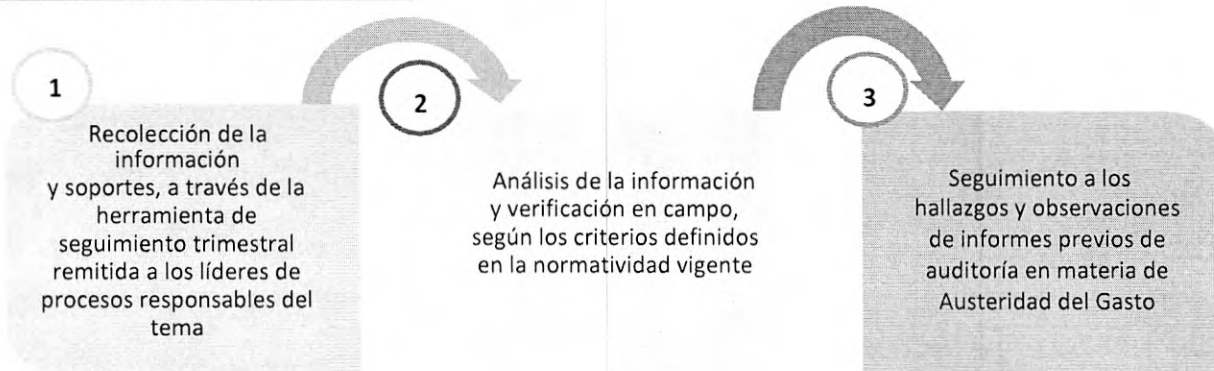 1
Recolección de la
información
y soportes, a través de la
herramienta de
seguimiento trimestral
remitida a los líderes de
procesos responsables del
tema
2
Análisis de la información
y verificación en campo,
según los criterios definidos
en la normatividad vigente
3
Seguimiento a los
hallazgos y observaciones
de informes previos de
auditoría en materia de
Austeridad del Gasto